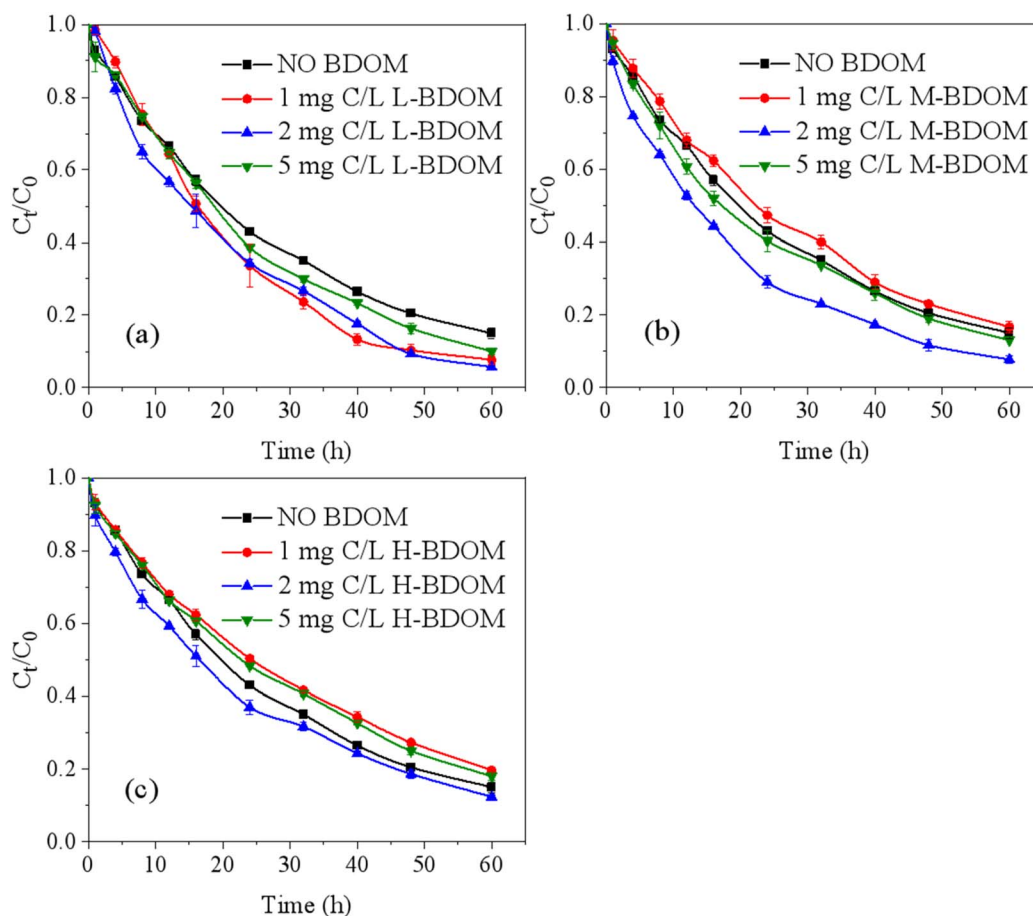 1.0
0.8
0.6
0.4
0.2
0.0
Ct/C0
NO BDOM
1 mg C/L L-BDOM
2 mg C/L L-BDOM
5 mg C/L L-BDOM
(a)
0 10 20 30 40 50 60
Time (h)
1.0
0.8
0.6
0.4
0.2
0.0
Ct/C0
NO BDOM
1 mg C/L M-BDOM
2 mg C/L M-BDOM
5 mg C/L M-BDOM
(b)
0 10 20 30 40 50 60
Time (h)
1.0
0.8
0.6
0.4
0.2
0.0
Ct/C0
NO BDOM
1 mg C/L H-BDOM
2 mg C/L H-BDOM
5 mg C/L H-BDOM
(c)
0 10 20 30 40 50 60
Time (h)